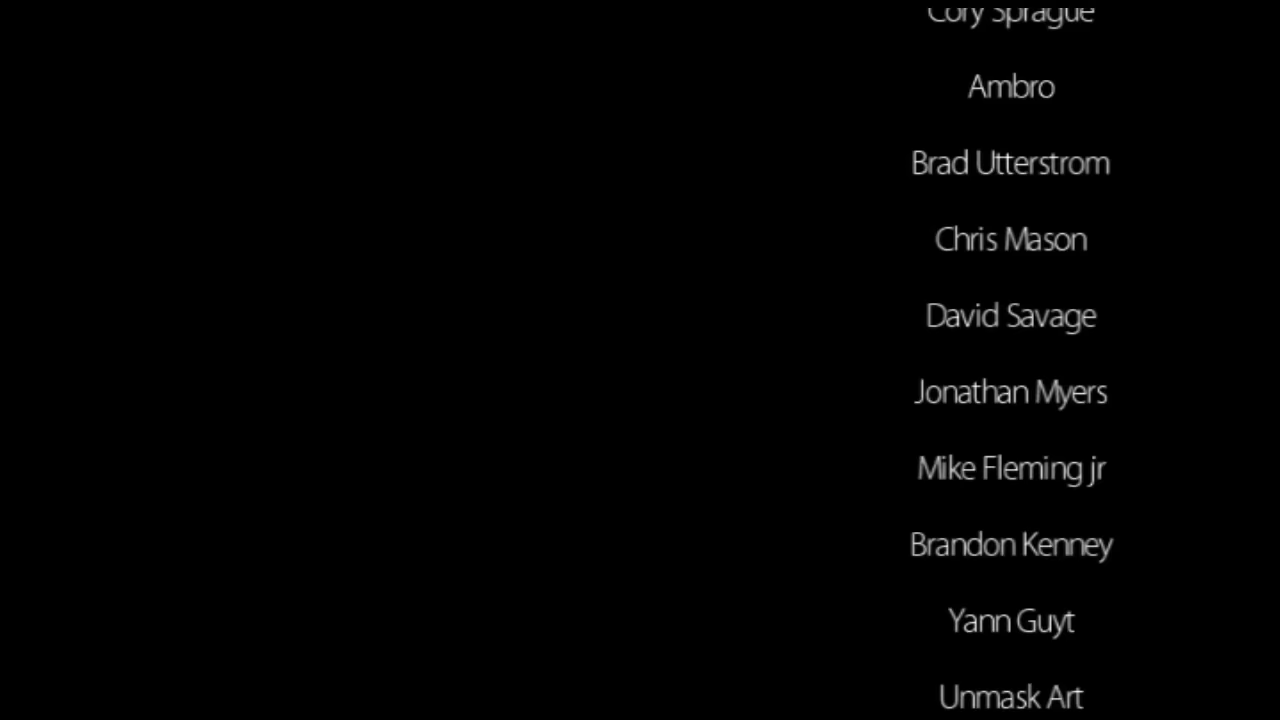 Cory Sprague
Ambro
Brad Utterstrom
Chris Mason
David Savage
Jonathan Myers
Mike Fleming jr
Brandon Kenney
Yann Guyt
Unmask Art